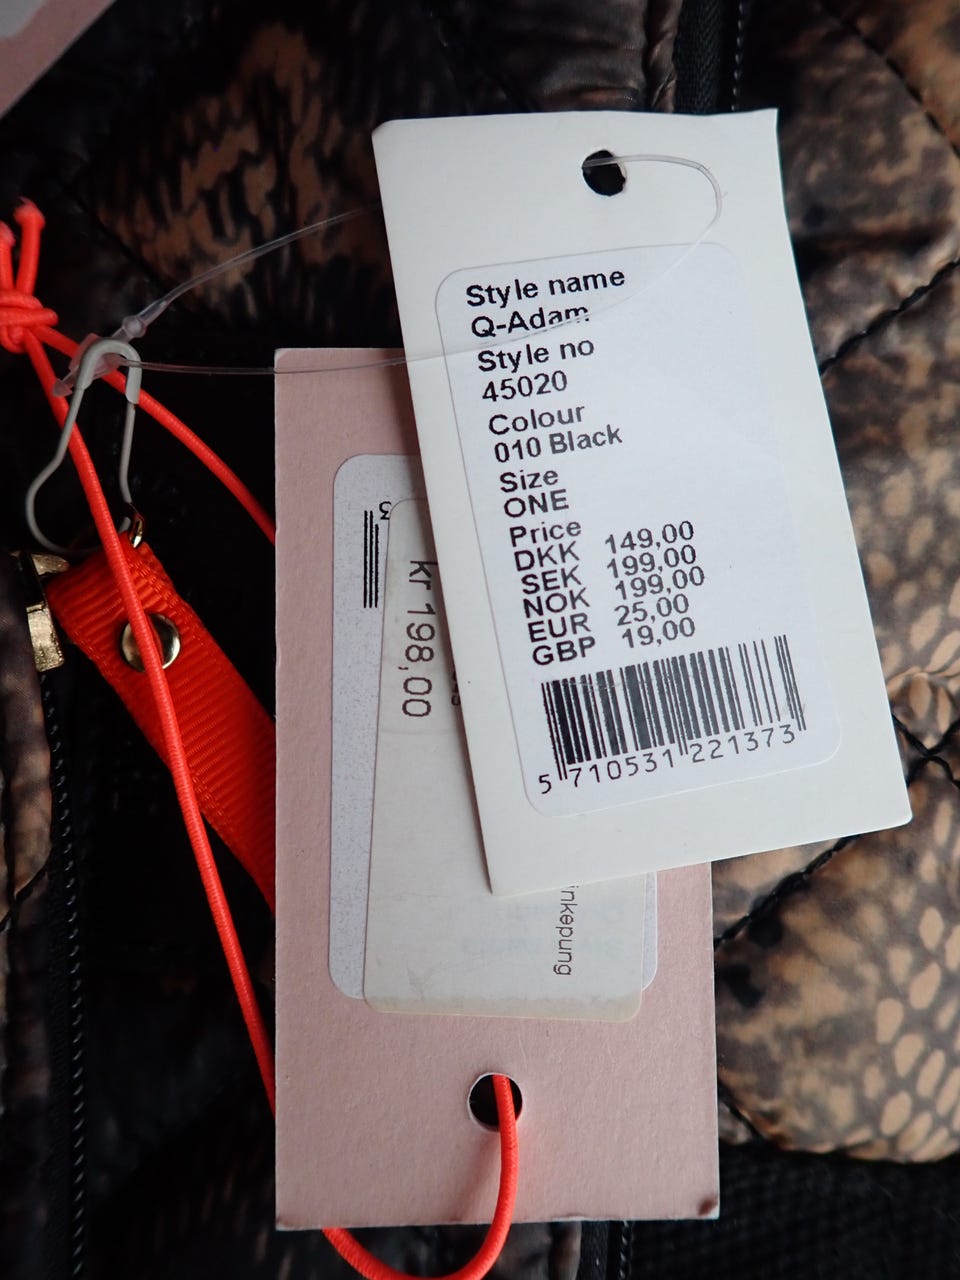 Style name
Q-Adam
Style no
45020
Colour
010 Black
Size
ONE
Price
DKK 149,00
SEK 199,00
NOK 199,00
EUR 25,00
GBP 19,00
5 710531 221373
3
kr 198,00